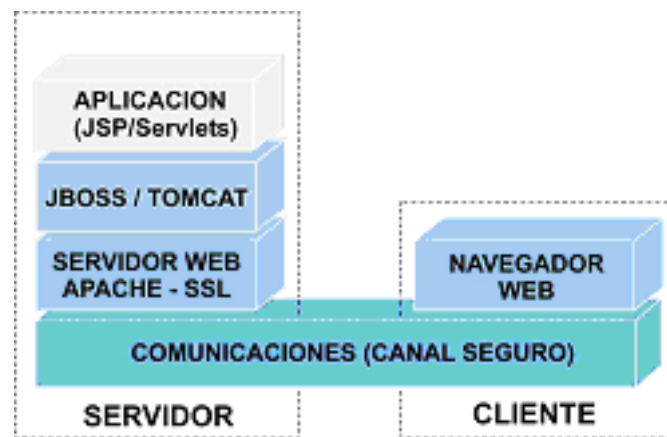 APLICACION
(JSP/Servlets)
JBOSS / TOMCAT
SERVIDOR WEB
APACHE - SSL
NAVEGADOR
WEB
COMUNICACIONES (CANAL SEGURO)
SERVIDOR
CLIENTE